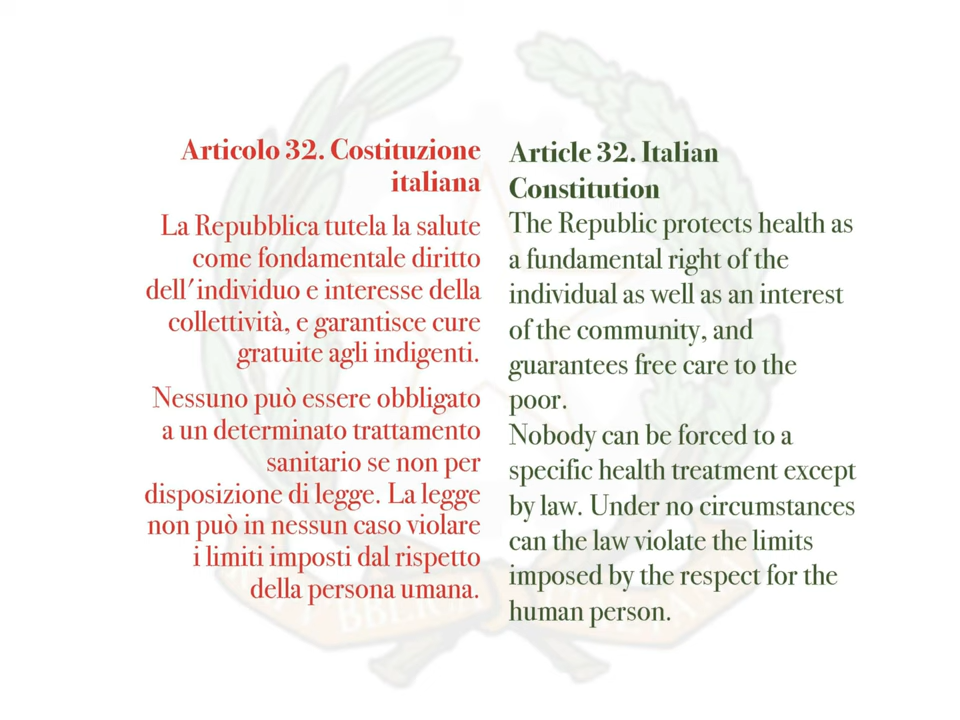 Articolo 32. Costituzione
italiana
La Repubblica tutela la salute
come fondamentale diritto
dell'individuo e interesse della
collettività, e garantisce cure
gratuite agli indigenti.
Nessuno può essere obbligato
a un determinato trattamento
sanitario se non per
disposizione di legge. La legge
non può in nessun caso violare
i limiti imposti dal rispetto
della persona umana.
Article 32. Italian
Constitution
The Republic protects health as
a fundamental right of the
individual as well as an interest
of the community, and
guarantees free care to the
poor.
Nobody can be forced to a
specific health treatment except
by law. Under no circumstances
can the law violate the limits
imposed by the respect for the
human person.